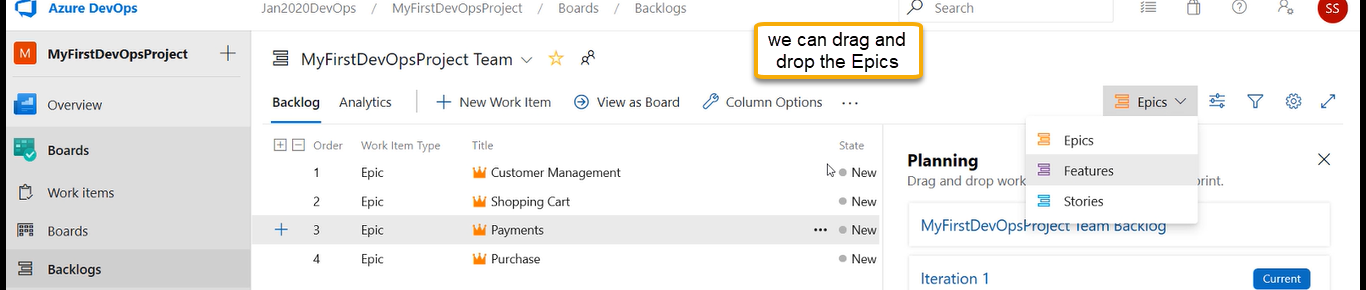 Azure DevOps
Jan2020DevOps / MyFirstDevOpsProject / Boards / Backlogs
Search
SS
M MyFirstDevOpsProject
we can drag and
drop the Epics
MyFirstDevOpsProject Team
Overview
Backlog Analytics New Work Item View as Board Column Options ... Epics
Epics
Features
Stories
Boards
Work items
Boards
Backlogs
Order Work Item Type Title State
1 Epic Customer Management New
2 Epic Shopping Cart New
3 Epic Payments ... New
4 Epic Purchase New
Planning
Drag and drop work print.
MyFirstDevOpsProject Team Backlog
Iteration 1 Current